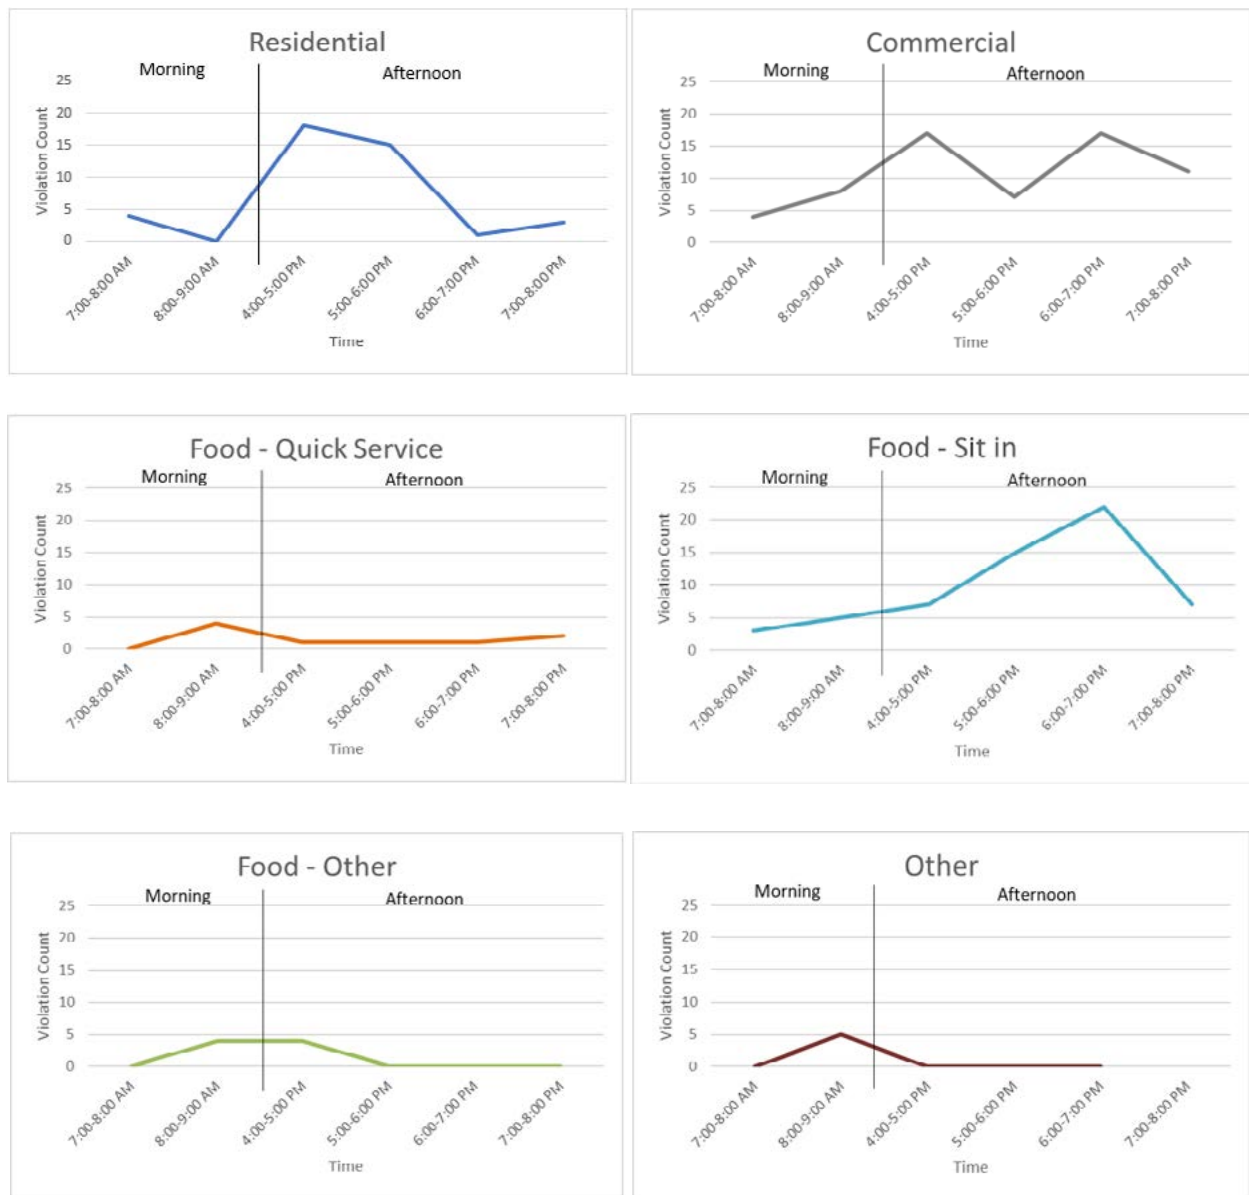 Residential
Morning
Afternoon
Violation Count
25
20
15
10
5
0
7:00-8:00 AM
8:00-9:00 AM
4:00-5:00 PM
5:00-6:00 PM
6:00-7:00 PM
7:00-8:00 PM
Time
Commercial
Morning
Afternoon
Violation Count
25
20
15
10
5
0
7:00-8:00 AM
8:00-9:00 AM
4:00-5:00 PM
5:00-6:00 PM
6:00-7:00 PM
7:00-8:00 PM
Time
Food - Quick Service
Morning
Afternoon
Violation Count
25
20
15
10
5
0
7:00-8:00 AM
8:00-9:00 AM
4:00-5:00 PM
5:00-6:00 PM
6:00-7:00 PM
7:00-8:00 PM
Time
Food - Sit in
Morning
Afternoon
Violation Count
25
20
15
10
5
0
7:00-8:00 AM
8:00-9:00 AM
4:00-5:00 PM
5:00-6:00 PM
6:00-7:00 PM
7:00-8:00 PM
Time
Food - Other
Morning
Afternoon
Violation Count
25
20
15
10
5
0
7:00-8:00 AM
8:00-9:00 AM
4:00-5:00 PM
5:00-6:00 PM
6:00-7:00 PM
7:00-8:00 PM
Time
Other
Morning
Afternoon
Violation Count
25
20
15
10
5
0
7:00-8:00 AM
8:00-9:00 AM
4:00-5:00 PM
5:00-6:00 PM
6:00-7:00 PM
7:00-8:00 PM
Time